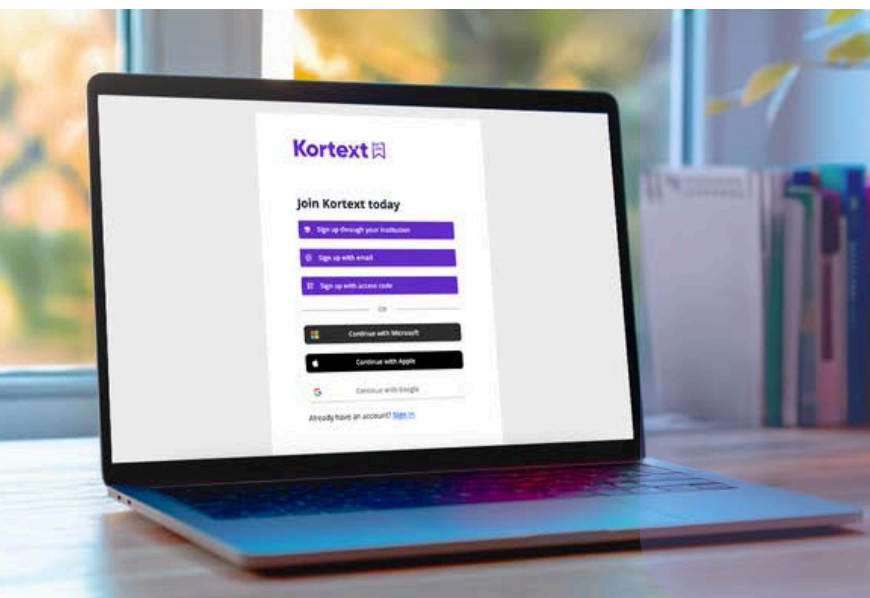 Kortext
Join Kortext today
Sign up through your institution
Sign up with email
Sign up with access code
OR
Continue with Microsoft
Continue with Apple
Continue with Google
Already have an account? Sign in